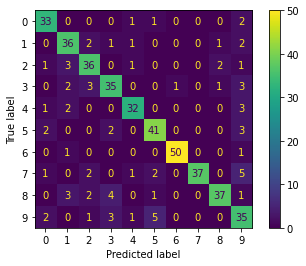 0 33 0 0 0 1 1 0 0 0 2
1 0 36 2 1 1 0 0 0 1 2
2 1 3 36 0 1 0 0 0 2 1
3 0 2 3 35 0 0 1 0 1 3
4 1 2 0 0 32 0 0 0 0 3
5 2 0 0 2 0 41 0 0 0 3
6 0 1 0 0 0 0 50 0 0 1
7 1 0 2 0 1 2 0 37 0 5
8 0 3 2 4 0 1 0 0 37 1
9 2 0 1 3 1 5 0 0 0 35
0 1 2 3 4 5 6 7 8 9
Predicted label
True label
50
40
30
20
10
0